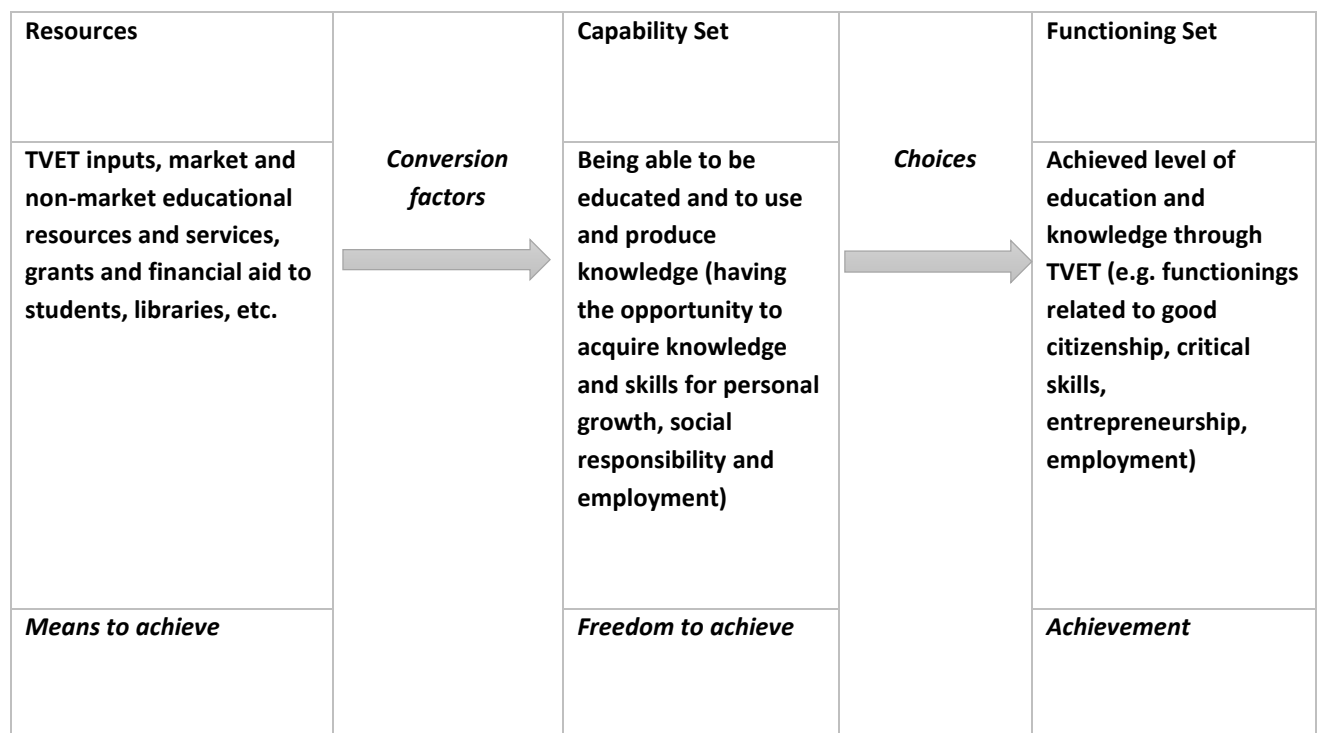 Resources
Capability Set
Functioning Set
TVET inputs, market and
non-market educational
resources and services,
grants and financial aid to
students, libraries, etc.
Conversion
factors
Being able to be
educated and to use
and produce
knowledge (having
the opportunity to
acquire knowledge
and skills for personal
growth, social
responsibility and
employment)
Choices
Achieved level of
education and
knowledge through
TVET (e.g. functionings
related to good
citizenship, critical
skills,
entrepreneurship,
employment)
Means to achieve
Freedom to achieve
Achievement